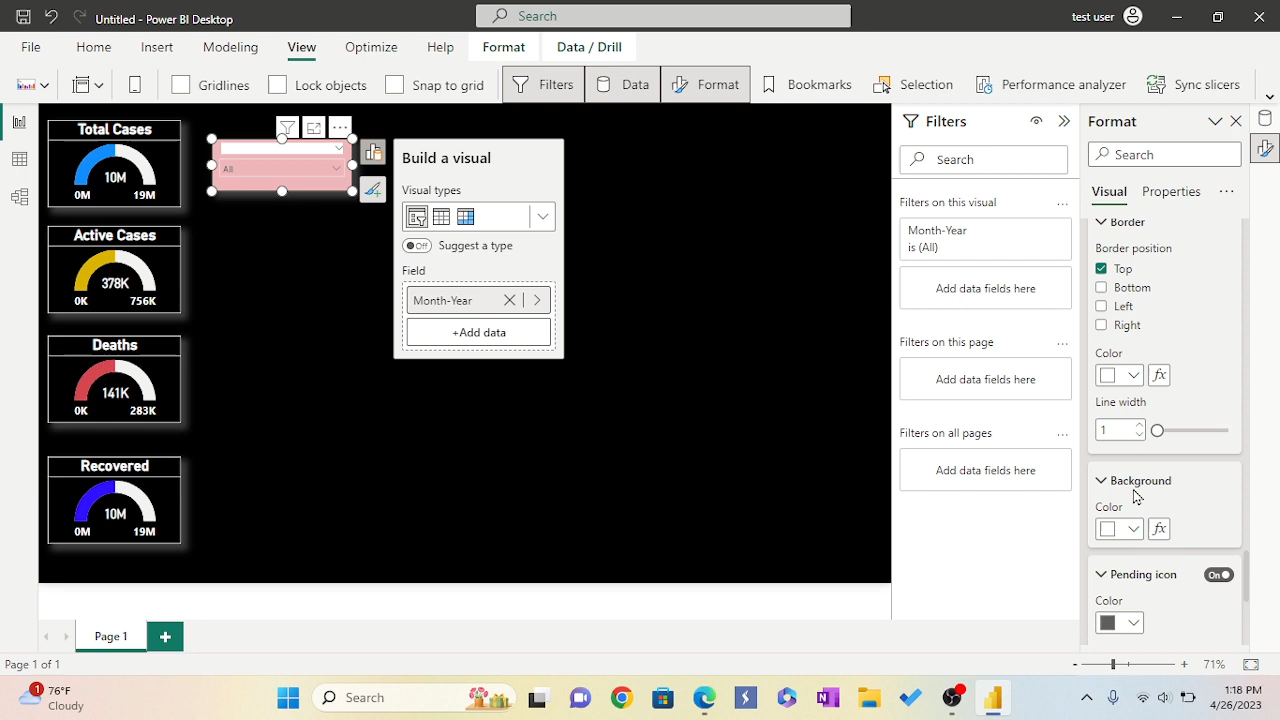 Untitled - Power BI Desktop
Search
test user
File
Home
Insert
Modeling
View
Optimize
Help
Format
Data / Drill
Gridlines
Lock objects
Snap to grid
Filters
Data
Format
Bookmarks
Selection
Performance analyzer
Sync slicers
Total Cases
10M
0M
19M
Active Cases
378K
0K
756K
Deaths
141K
0K
283K
Recovered
10M
0M
19M
All
Build a visual
Visual types
Off
Suggest a type
Field
Month-Year
+Add data
Filters
Search
Filters on this visual
...
Month-Year
is (All)
Add data fields here
Filters on this page
...
Add data fields here
Filters on all pages
...
Add data fields here
Format
Search
Visual
Properties
...
Border
Border position
Top
Bottom
Left
Right
Color
fx
Line width
1
Background
Color
fx
Pending icon
On
Color
Page 1
Page 1 of 1
- + 71%
1
76°F
Cloudy
Search
1:18 PM
4/26/2023